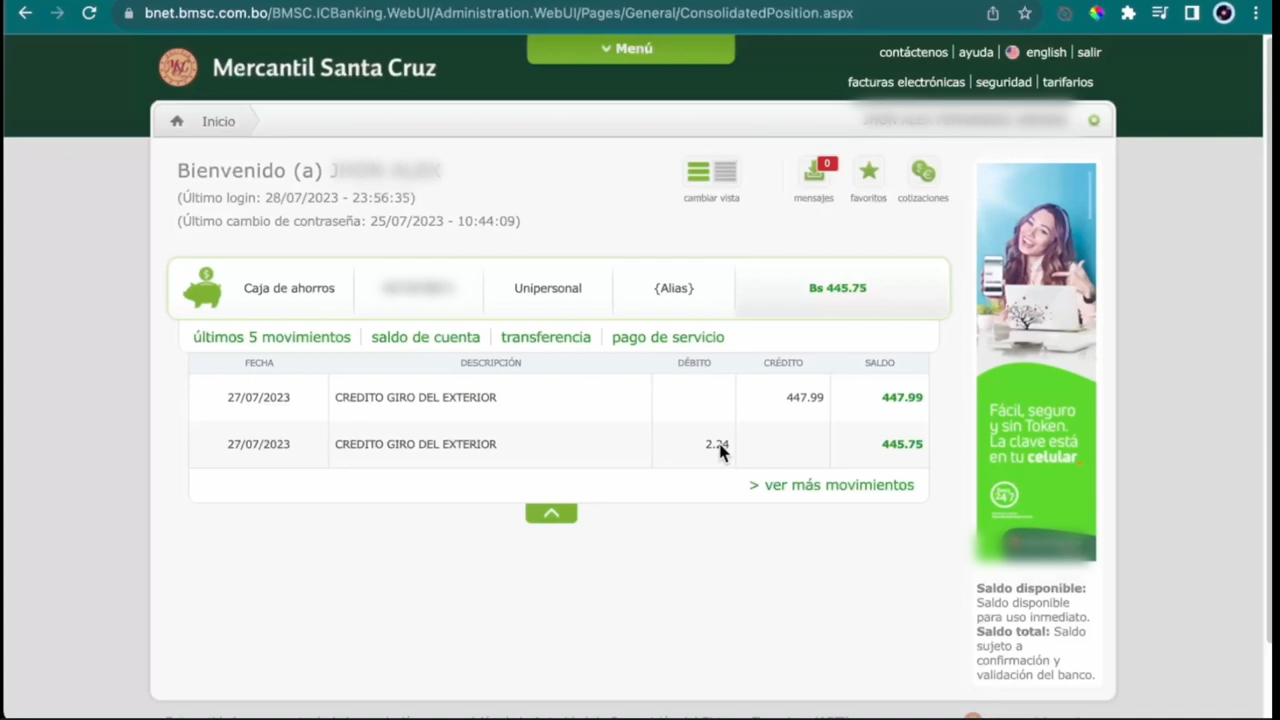 bnet.bmsc.com.bo/BMSC.ICBanking.WebUI/Administration.WebUI/Pages/General/ConsolidatedPosition.aspx
Mercantil Santa Cruz
Menú
contáctenos | ayuda | english | salir
facturas electrónicas | seguridad | tarifarios
Inicio
Bienvenido (a)
(Último login: 28/07/2023 - 23:56:35)
(Último cambio de contraseña: 25/07/2023 - 10:44:09)
0
cambiar vista
mensajes
favoritos
cotizaciones
Caja de ahorros
Unipersonal
{Alias}
Bs 445.75
últimos 5 movimientos
saldo de cuenta
transferencia
pago de servicio
FECHA DESCRIPCIÓN DÉBITO CRÉDITO SALDO
27/07/2023 CREDITO GIRO DEL EXTERIOR 447.99 447.99
27/07/2023 CREDITO GIRO DEL EXTERIOR 2.24 445.75
> ver más movimientos
Fácil, seguro
y sin Token.
La clave está
en tu celular.
24/7
Saldo disponible:
Saldo disponible
para uso inmediato.
Saldo total: Saldo
sujeto a
confirmación y
validación del banco.